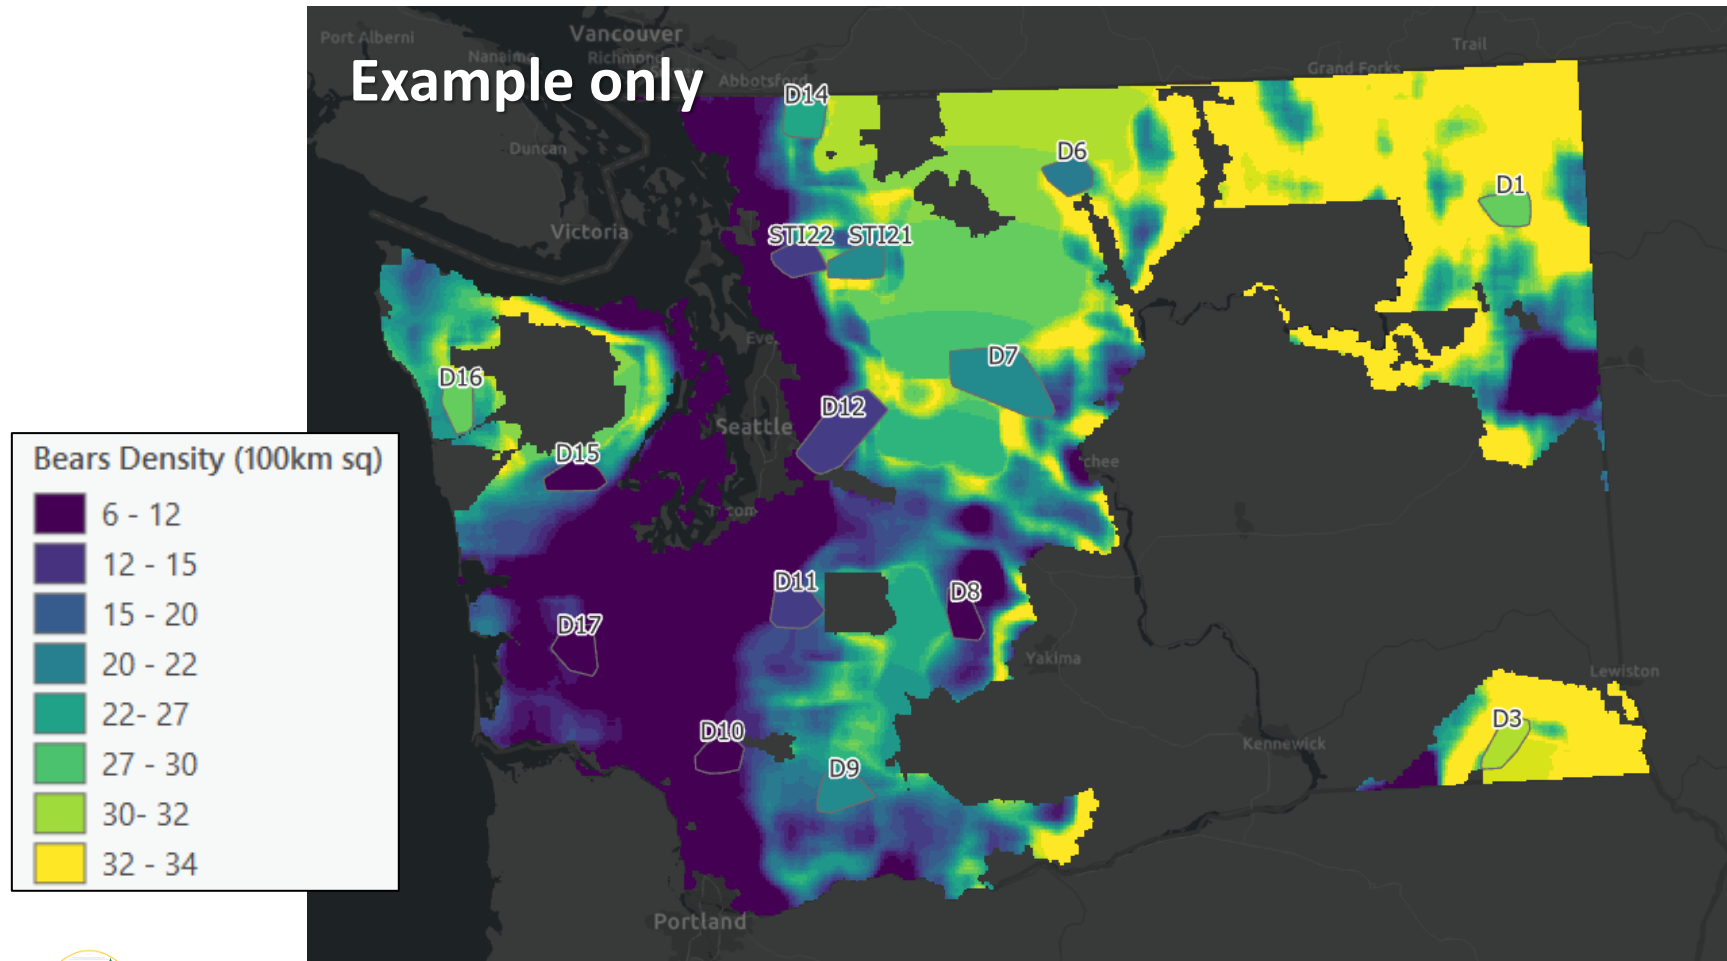 Port Alberni
Vancouver
Nanaimo
Richmond
Example only
Abbotsford
Trail
Grand Forks
D14
Duncan
D6
D1
Victoria
STI22
STI21
Eve
D7
D16
D12
Seattle
chee
D15
Bears Density (100km sq)
6 - 12
12 - 15
15 - 20
20 - 22
22- 27
27 - 30
30- 32
32 - 34
D11
D8
D17
Yakima
Lewiston
D10
D3
Kennewick
D9
Portland